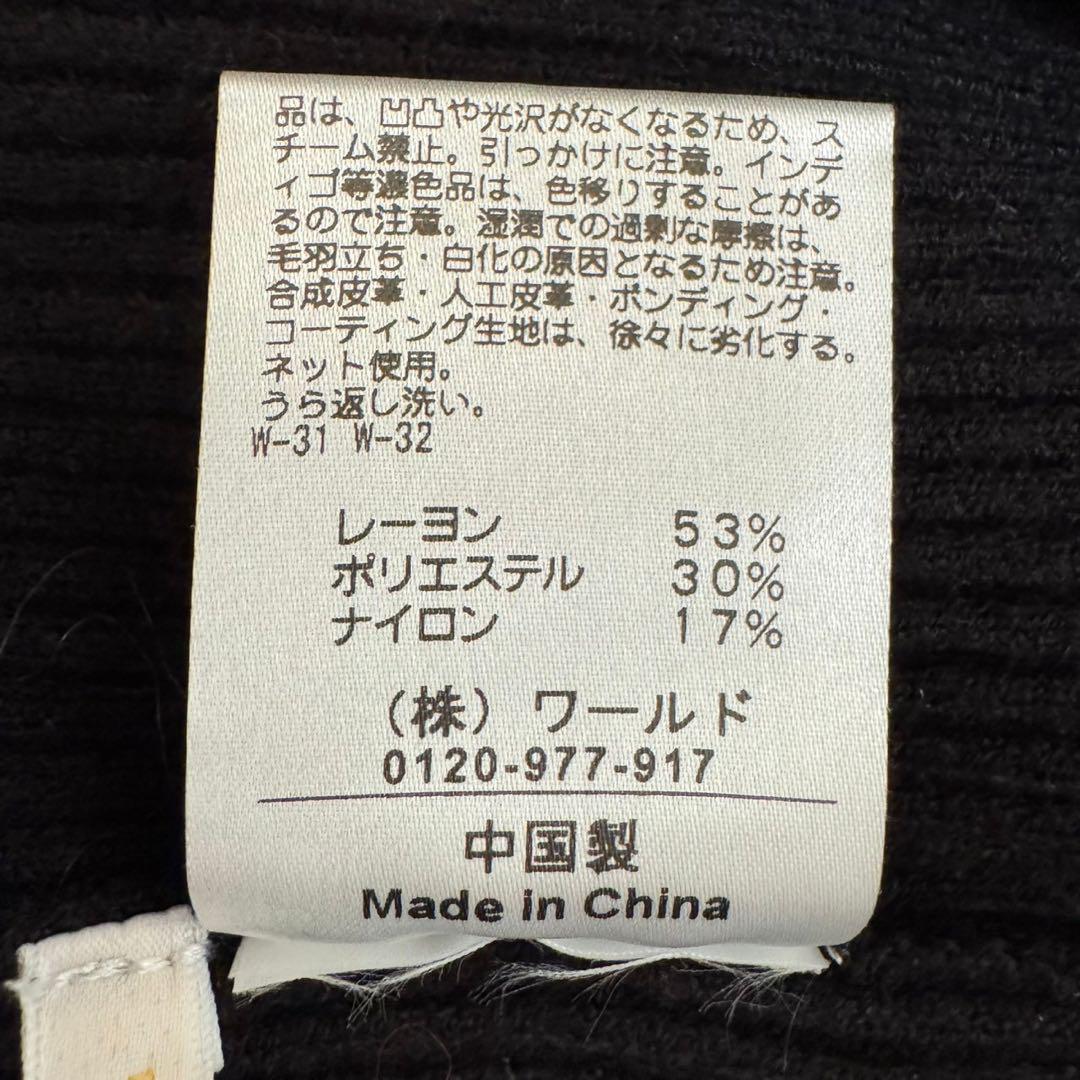 品は、凹凸や光沢がなくなるため、ス
チーム禁止。引っかけに注意。インデ
ィゴ等濃色品は、色移りすることがあ
るので注意。湿潤での過剰な摩擦は、
毛羽立ち・白化の原因となるため注意。
合成皮革・人工皮革・ボンディング・
コーティング生地は、徐々に劣化する。
ネット使用。
うら返し洗い。
W-31 W-32
レーヨン 53%
ポリエステル 30%
ナイロン 17%
(株) ワールド
0120-977-917
中国製
Made in China